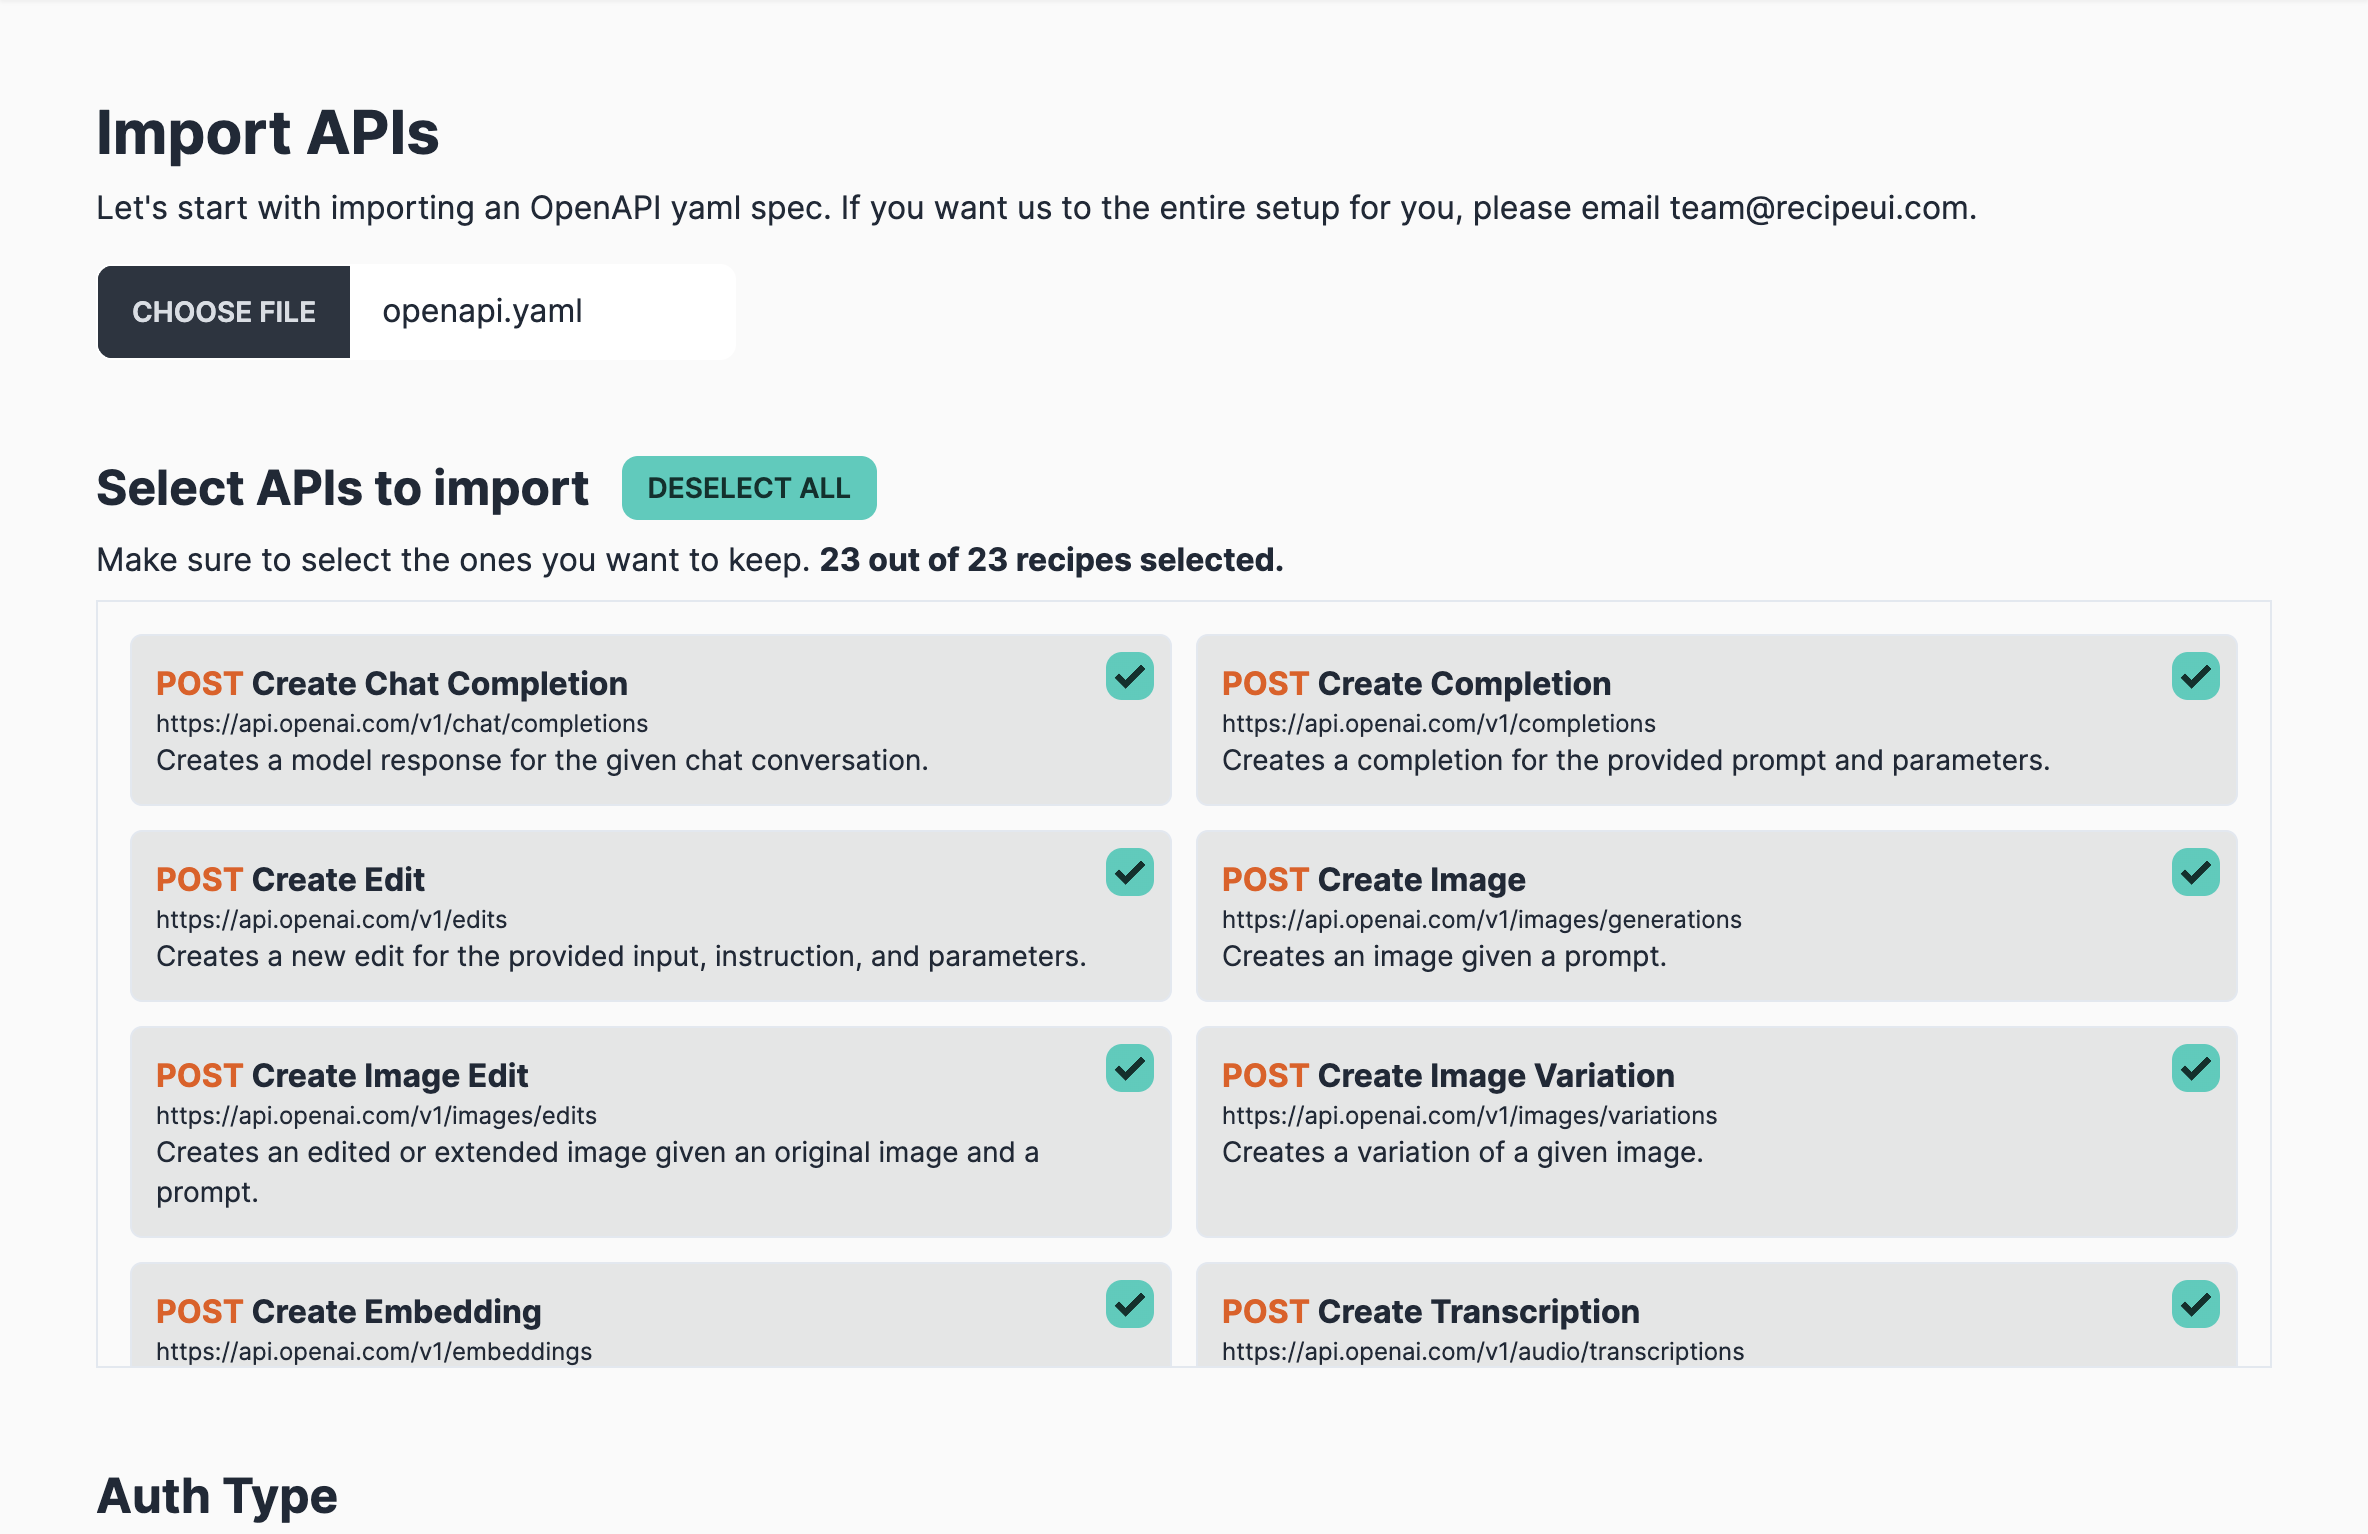 Import APIs
Let's start with importing an OpenAPI yaml spec. If you want us to the entire setup for you, please email team@recipeui.com.
CHOOSE FILE openapi.yaml
Select APIs to import DESELECT ALL
Make sure to select the ones you want to keep. 23 out of 23 recipes selected.
POST Create Chat Completion
https://api.openai.com/v1/chat/completions
Creates a model response for the given chat conversation.
POST Create Completion
https://api.openai.com/v1/completions
Creates a completion for the provided prompt and parameters.
POST Create Edit
https://api.openai.com/v1/edits
Creates a new edit for the provided input, instruction, and parameters.
POST Create Image
https://api.openai.com/v1/images/generations
Creates an image given a prompt.
POST Create Image Edit
https://api.openai.com/v1/images/edits
Creates an edited or extended image given an original image and a
prompt.
POST Create Image Variation
https://api.openai.com/v1/images/variations
Creates a variation of a given image.
POST Create Embedding
https://api.openai.com/v1/embeddings
POST Create Transcription
https://api.openai.com/v1/audio/transcriptions
Auth Type